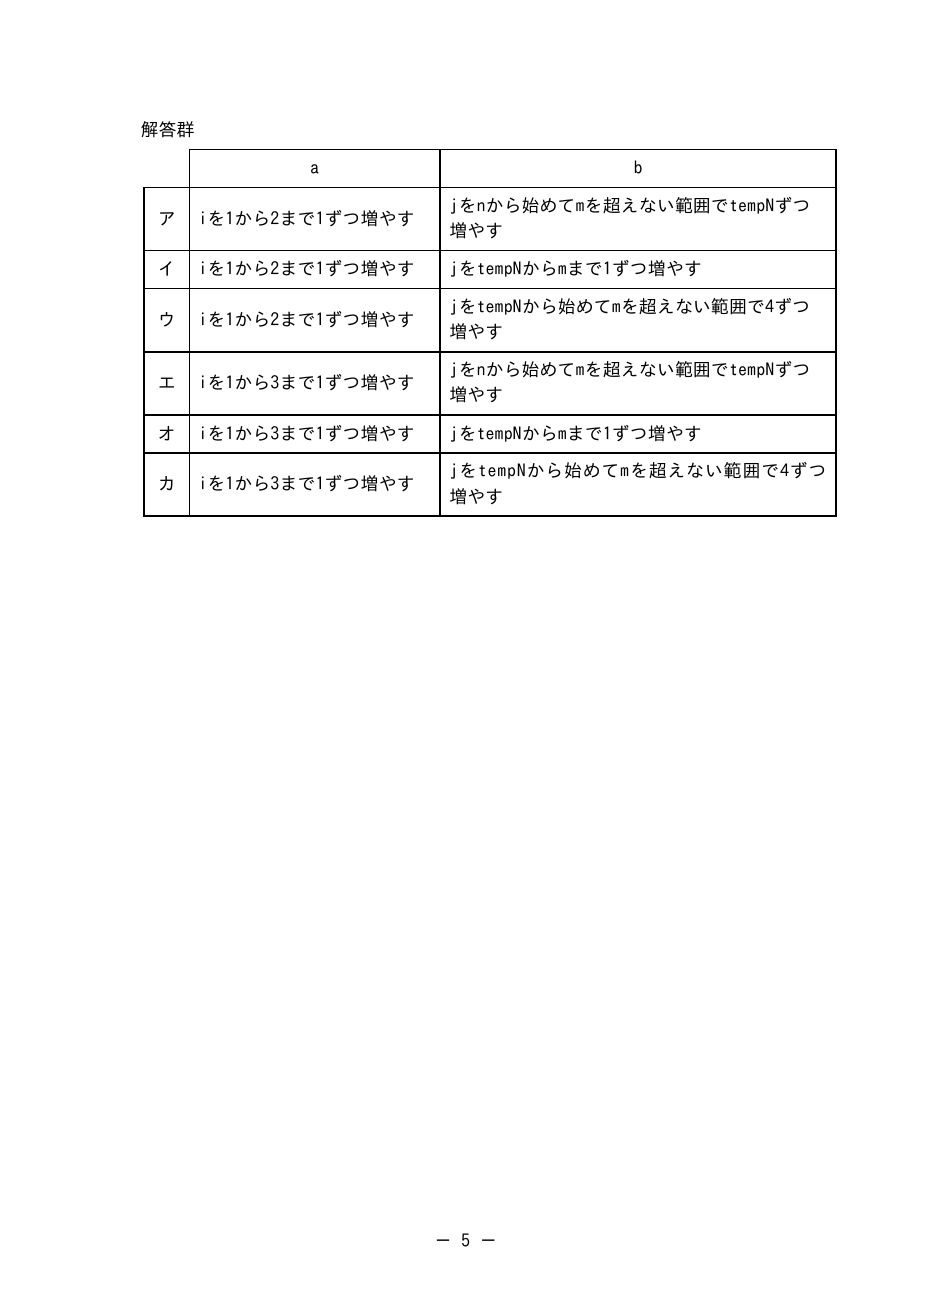 解答群
a b
ア iを1から2まで1ずつ増やす jをnから始めてmを超えない範囲でtempNずつ
増やす
イ iを1から2まで1ずつ増やす jをtempNからmまで1ずつ増やす
ウ iを1から2まで1ずつ増やす jをtempNから始めてmを超えない範囲で4ずつ
増やす
エ iを1から3まで1ずつ増やす jをnから始めてmを超えない範囲でtempNずつ
増やす
オ iを1から3まで1ずつ増やす jをtempNからmまで1ずつ増やす
カ iを1から3まで1ずつ増やす jをtempNから始めてmを超えない範囲で4ずつ
増やす
― 5 ―